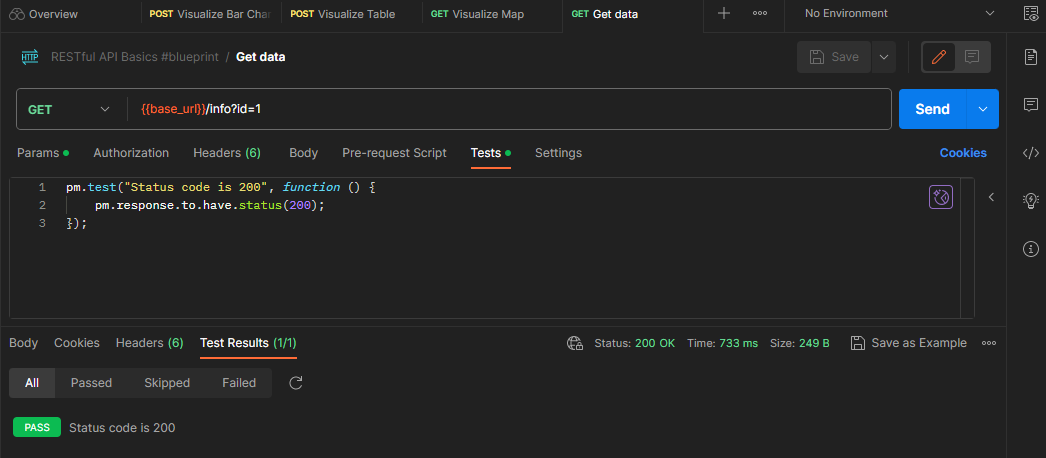 Overview POST Visualize Bar Char POST Visualize Table GET Visualize Map GET Get data No Environment
HTTP RESTful API Basics #blueprint / Get data Save
GET {{base_url}}/info?id=1 Send
Params Authorization Headers (6) Body Pre-request Script Tests Settings Cookies
1 pm.test("Status code is 200", function () {
2 pm.response.to.have.status(200);
3 });
Body Cookies Headers (6) Test Results (1/1) Status: 200 OK Time: 733 ms Size: 249 B Save as Example
All Passed Skipped Failed
PASS Status code is 200